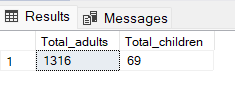 Results Messages
Total_adults Total_children
1 1316 69